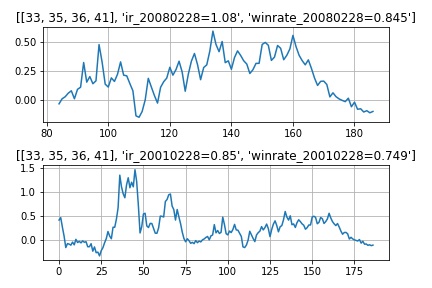 [[33, 35, 36, 41], 'ir_20080228=1.08', 'winrate_20080228=0.845']
0.50
0.25
0.00
80 100 120 140 160 180
[[33, 35, 36, 41], 'ir_20010228=0.85', 'winrate_20010228=0.749']
1.5
1.0
0.5
0.0
0 25 50 75 100 125 150 175